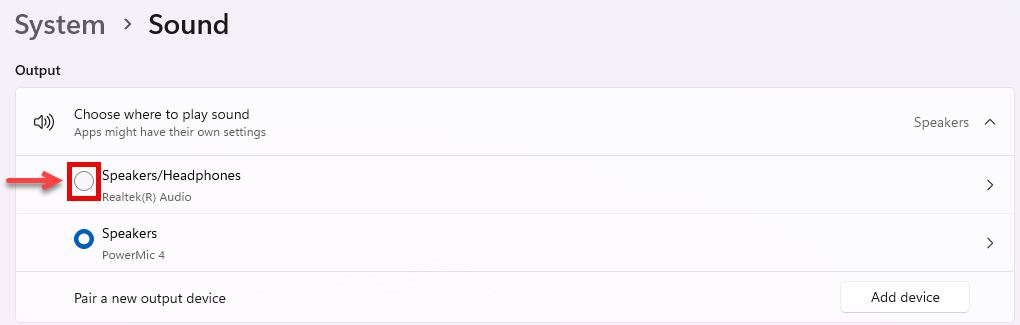 System > Sound
Output
Choose where to play sound
Apps might have their own settings
Speakers
Speakers/Headphones
Realtek(R) Audio
Speakers
PowerMic 4
Pair a new output device
Add device